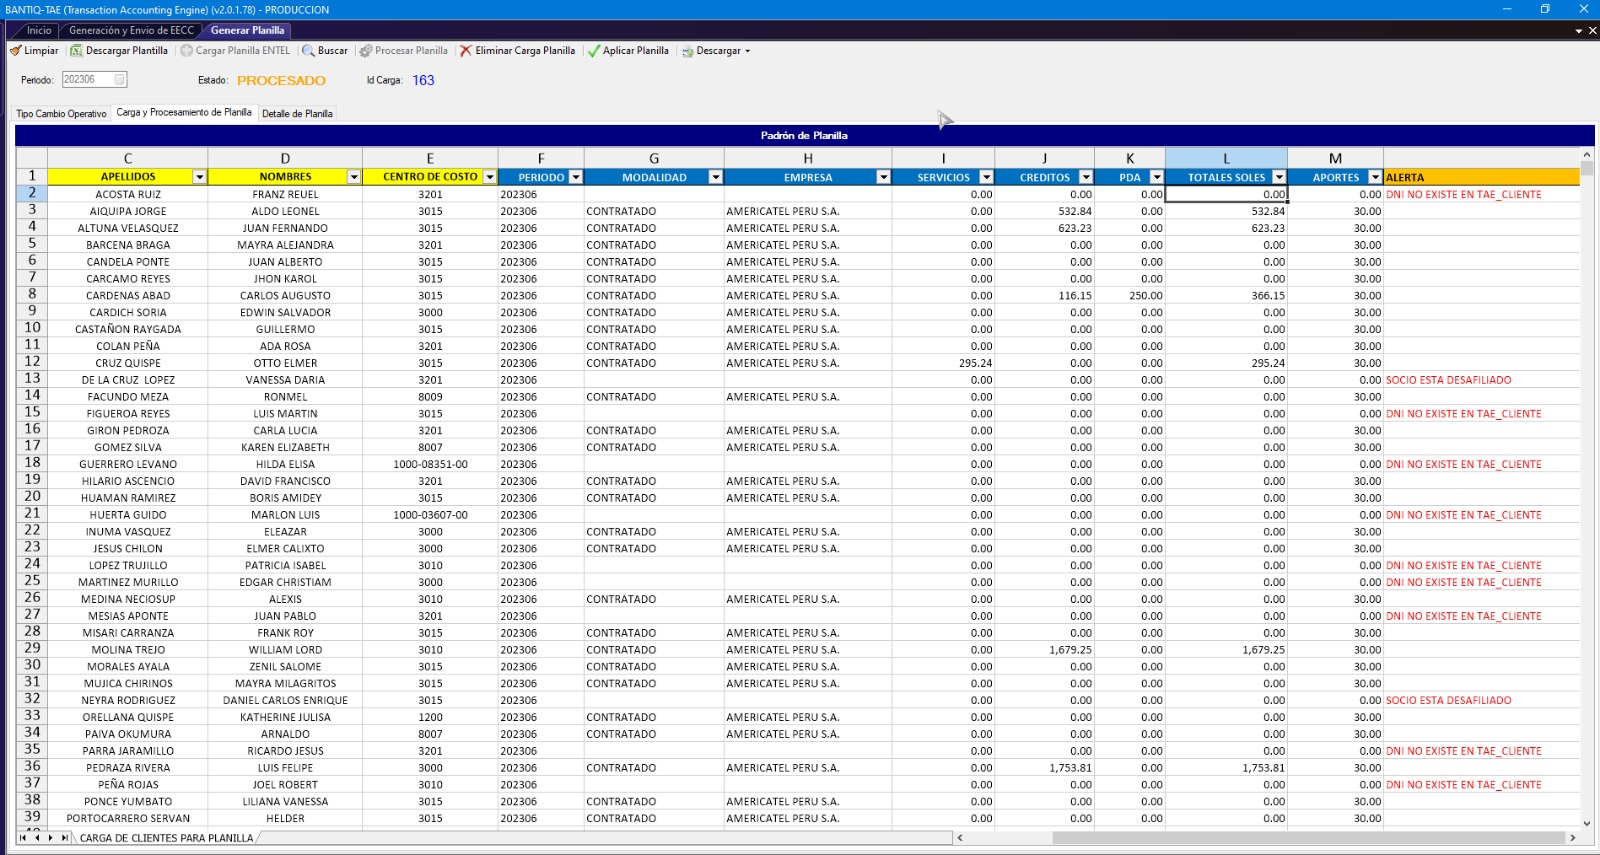 BANTIQ-TAE (Transaction Accounting Engine) (v2.0.1.78) - PRODUCCION
Inicio Generación y Envio de EECC Generar Planilla
Limpiar Descargar Plantilla Cargar Planilla ENTEL Buscar Procesar Planilla Eliminar Carga Planilla Aplicar Planilla Descargar
Periodo: 202306 Estado: PROCESADO Id Carga: 163
Tipo Cambio Operativo Carga y Procesamiento de Planilla Detalle de Planilla
Padrón de Planilla
C D E F G H I J K L M
1 APELLIDOS NOMBRES CENTRO DE COSTO PERIODO MODALIDAD EMPRESA SERVICIOS CREDITOS PDA TOTALES SOLES APORTES ALERTA
2 ACOSTA RUIZ FRANZ REUEL 3201 202306 0.00 0.00 0.00 0.00 0.00 DNI NO EXISTE EN TAE_CLIENTE
3 AIQUIPA JORGE ALDO LEONEL 3015 202306 CONTRATADO AMERICATEL PERU S.A. 0.00 532.84 0.00 532.84 30.00
4 ALTUNA VELASQUEZ JUAN FERNANDO 3015 202306 CONTRATADO AMERICATEL PERU S.A. 0.00 623.23 0.00 623.23 30.00
5 BARCENA BRAGA MAYRA ALEJANDRA 3201 202306 CONTRATADO AMERICATEL PERU S.A. 0.00 0.00 0.00 0.00 30.00
6 CANDELA PONTE JUAN ALBERTO 3015 202306 CONTRATADO AMERICATEL PERU S.A. 0.00 0.00 0.00 0.00 30.00
7 CARCAMO REYES JHON KAROL 3015 202306 CONTRATADO AMERICATEL PERU S.A. 0.00 0.00 0.00 0.00 30.00
8 CARDENAS ABAD CARLOS AUGUSTO 3015 202306 CONTRATADO AMERICATEL PERU S.A. 0.00 116.15 250.00 366.15 30.00
9 CARDICH SORIA EDWIN SALVADOR 3000 202306 CONTRATADO AMERICATEL PERU S.A. 0.00 0.00 0.00 0.00 30.00
10 CASTAÑON RAYGADA GUILLERMO 3015 202306 CONTRATADO AMERICATEL PERU S.A. 0.00 0.00 0.00 0.00 30.00
11 COLAN PEÑA ADA ROSA 3201 202306 CONTRATADO AMERICATEL PERU S.A. 0.00 0.00 0.00 0.00 30.00
12 CRUZ QUISPE OTTO ELMER 3015 202306 CONTRATADO AMERICATEL PERU S.A. 295.24 0.00 0.00 295.24 30.00
13 DE LA CRUZ LOPEZ VANESSA DARIA 3201 202306 0.00 0.00 0.00 0.00 0.00 SOCIO ESTA DESAFILIADO
14 FACUNDO MEZA RONMEL 8009 202306 CONTRATADO AMERICATEL PERU S.A. 0.00 0.00 0.00 0.00 30.00
15 FIGUEROA REYES LUIS MARTIN 3015 202306 0.00 0.00 0.00 0.00 0.00 DNI NO EXISTE EN TAE_CLIENTE
16 GIRON PEDROZA CARLA LUCIA 3201 202306 CONTRATADO AMERICATEL PERU S.A. 0.00 0.00 0.00 0.00 30.00
17 GOMEZ SILVA KAREN ELIZABETH 8007 202306 CONTRATADO AMERICATEL PERU S.A. 0.00 0.00 0.00 0.00 30.00
18 GUERRERO LEVANO HILDA ELISA 1000-08351-00 202306 0.00 0.00 0.00 0.00 0.00 DNI NO EXISTE EN TAE_CLIENTE
19 HILARIO ASCENCIO DAVID FRANCISCO 3201 202306 CONTRATADO AMERICATEL PERU S.A. 0.00 0.00 0.00 0.00 30.00
20 HUAMAN RAMIREZ BORIS AMIDEY 3015 202306 CONTRATADO AMERICATEL PERU S.A. 0.00 0.00 0.00 0.00 30.00
21 HUERTA GUIDO MARLON LUIS 1000-03607-00 202306 0.00 0.00 0.00 0.00 0.00 DNI NO EXISTE EN TAE_CLIENTE
22 INUMA VASQUEZ ELEAZAR 3000 202306 CONTRATADO AMERICATEL PERU S.A. 0.00 0.00 0.00 0.00 30.00
23 JESUS CHILON ELMER CALIXTO 3000 202306 CONTRATADO AMERICATEL PERU S.A. 0.00 0.00 0.00 0.00 30.00
24 LOPEZ TRUJILLO PATRICIA ISABEL 3010 202306 0.00 0.00 0.00 0.00 0.00 DNI NO EXISTE EN TAE_CLIENTE
25 MARTINEZ MURILLO EDGAR CHRISTIAM 3000 202306 0.00 0.00 0.00 0.00 0.00 DNI NO EXISTE EN TAE_CLIENTE
26 MEDINA NECIOSUP ALEXIS 3010 202306 CONTRATADO AMERICATEL PERU S.A. 0.00 0.00 0.00 0.00 30.00
27 MESIAS APONTE JUAN PABLO 3201 202306 0.00 0.00 0.00 0.00 0.00 DNI NO EXISTE EN TAE_CLIENTE
28 MISARI CARRANZA FRANK ROY 3015 202306 CONTRATADO AMERICATEL PERU S.A. 0.00 0.00 0.00 0.00 30.00
29 MOLINA TREJO WILLIAM LORD 3010 202306 CONTRATADO AMERICATEL PERU S.A. 0.00 1,679.25 0.00 1,679.25 30.00
30 MORALES AYALA ZENIL SALOME 3015 202306 CONTRATADO AMERICATEL PERU S.A. 0.00 0.00 0.00 0.00 30.00
31 MUJICA CHIRINOS MAYRA MILAGRITOS 3015 202306 CONTRATADO AMERICATEL PERU S.A. 0.00 0.00 0.00 0.00 30.00
32 NEYRA RODRIGUEZ DANIEL CARLOS ENRIQUE 3015 202306 0.00 0.00 0.00 0.00 0.00 SOCIO ESTA DESAFILIADO
33 ORELLANA QUISPE KATHERINE JULISA 1200 202306 CONTRATADO AMERICATEL PERU S.A. 0.00 0.00 0.00 0.00 30.00
34 PAIVA OKUMURA ARNALDO 8007 202306 CONTRATADO AMERICATEL PERU S.A. 0.00 0.00 0.00 0.00 30.00
35 PARRA JARAMILLO RICARDO JESUS 3201 202306 0.00 0.00 0.00 0.00 0.00 DNI NO EXISTE EN TAE_CLIENTE
36 PEDRAZA RIVERA LUIS FELIPE 3000 202306 CONTRATADO AMERICATEL PERU S.A. 0.00 1,753.81 0.00 1,753.81 30.00
37 PEÑA ROJAS JOEL ROBERT 3010 202306 0.00 0.00 0.00 0.00 0.00 DNI NO EXISTE EN TAE_CLIENTE
38 PONCE YUMBATO LILIANA VANESSA 3015 202306 CONTRATADO AMERICATEL PERU S.A. 0.00 0.00 0.00 0.00 30.00
39 PORTOCARRERO SERVAN HELDER 3015 202306 CONTRATADO AMERICATEL PERU S.A. 0.00 0.00 0.00 0.00 30.00
CARGA DE CLIENTES PARA PLANILLA